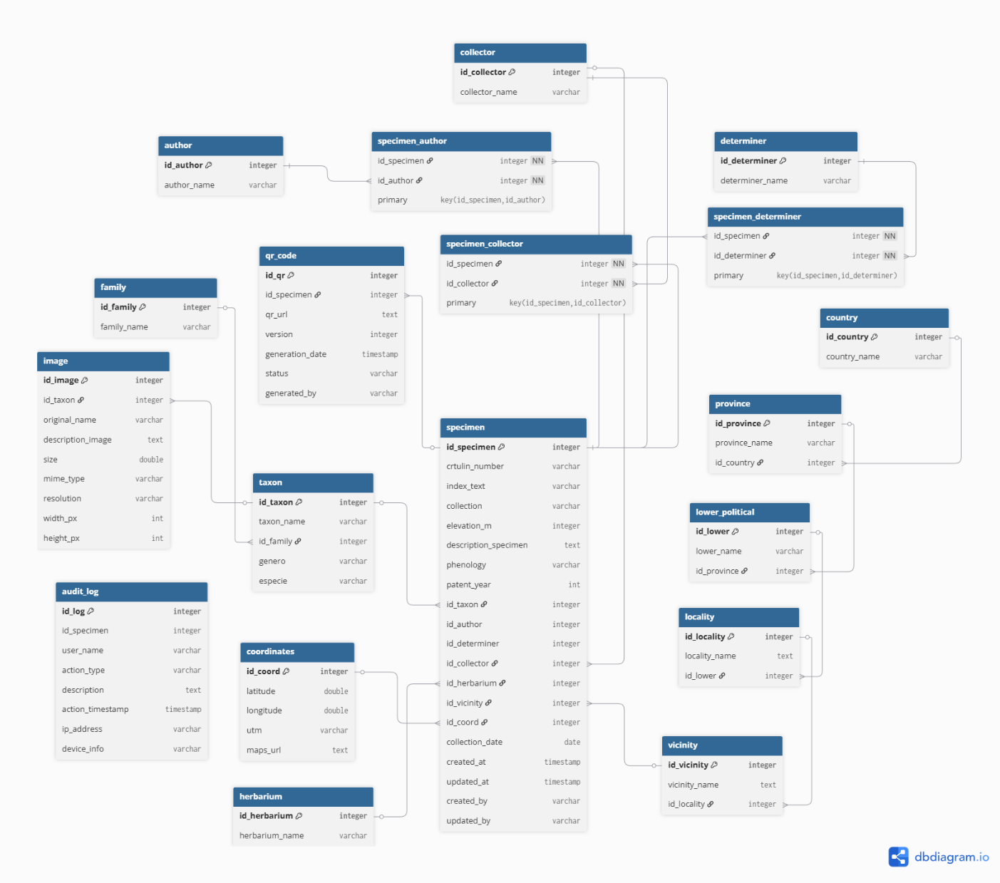 collector
id_collector integer
collector_name varchar
author
id_author integer
author_name varchar
specimen_author
id_specimen integer NN
id_author integer NN
primary key(id_specimen,id_author)
determiner
id_determiner integer
determiner_name varchar
specimen_determiner
id_specimen integer NN
id_determiner integer NN
primary key(id_specimen,id_determiner)
specimen_collector
id_specimen integer NN
id_collector integer NN
primary key(id_specimen,id_collector)
qr_code
id_qr integer
id_specimen integer
qr_url text
version integer
generation_date timestamp
status varchar
generated_by varchar
family
id_family integer
family_name varchar
country
id_country integer
country_name varchar
image
id_image integer
id_taxon integer
original_name varchar
description_image text
size double
mime_type varchar
resolution varchar
width_px int
height_px int
province
id_province integer
province_name varchar
id_country integer
specimen
id_specimen integer
crtulin_number varchar
index_text varchar
collection varchar
elevation_m integer
description_specimen text
phenology varchar
patent_year int
id_taxon integer
id_author integer
id_determiner integer
id_collector integer
id_herbarium integer
id_vicinity integer
id_coord integer
collection_date date
created_at timestamp
updated_at timestamp
created_by varchar
updated_by varchar
taxon
id_taxon integer
taxon_name varchar
id_family integer
genero varchar
especie varchar
lower_political
id_lower integer
lower_name varchar
id_province integer
audit_log
id_log integer
id_specimen integer
user_name varchar
action_type varchar
description text
action_timestamp timestamp
ip_address varchar
device_info varchar
locality
id_locality integer
locality_name text
id_lower integer
coordinates
id_coord integer
latitude double
longitude double
utm varchar
maps_url text
vicinity
id_vicinity integer
vicinity_name text
id_locality integer
herbarium
id_herbarium integer
herbarium_name varchar
dbdiagram.io